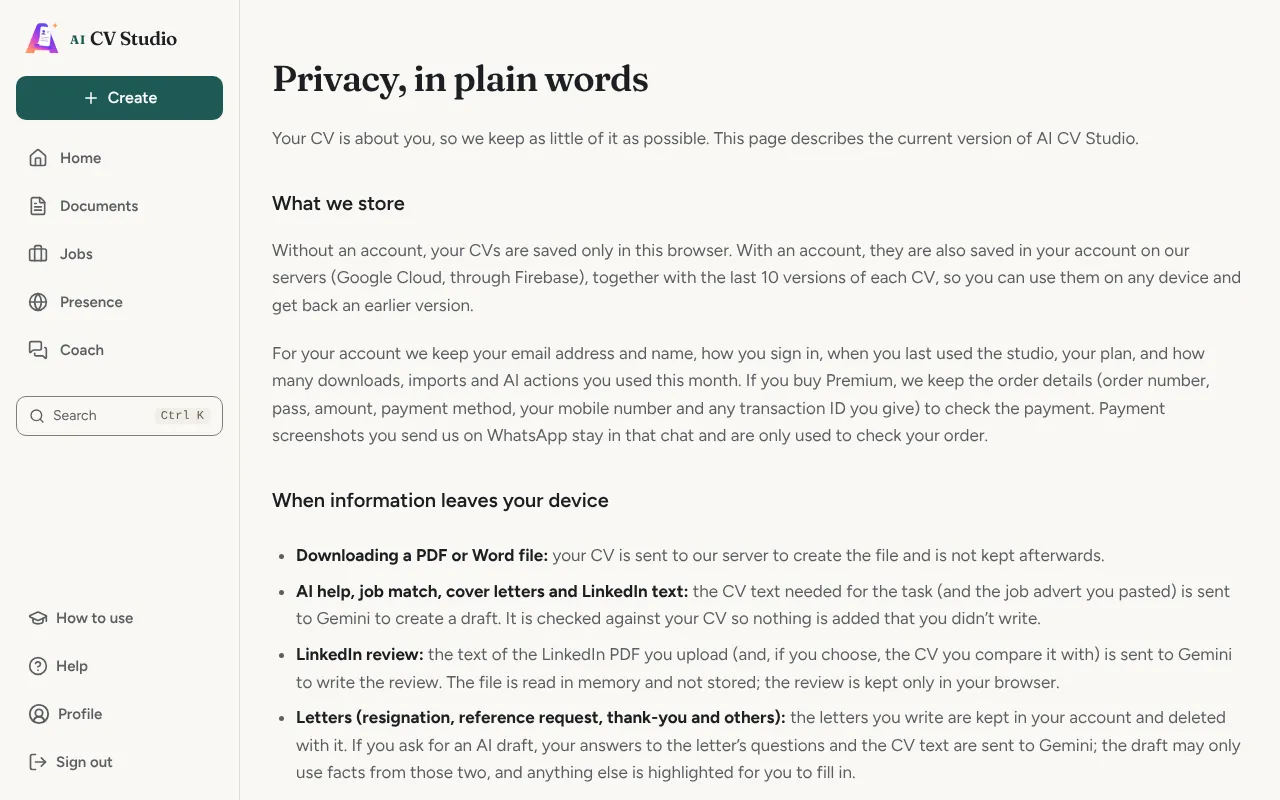 AI CV Studio
+ Create
Home
Documents
Jobs
Presence
Coach
Search Ctrl K
How to use
Help
Profile
Sign out
Privacy, in plain words
Your CV is about you, so we keep as little of it as possible. This page describes the current version of AI CV Studio.
What we store
Without an account, your CVs are saved only in this browser. With an account, they are also saved in your account on our
servers (Google Cloud, through Firebase), together with the last 10 versions of each CV, so you can use them on any device and
get back an earlier version.
For your account we keep your email address and name, how you sign in, when you last used the studio, your plan, and how
many downloads, imports and AI actions you used this month. If you buy Premium, we keep the order details (order number,
pass, amount, payment method, your mobile number and any transaction ID you give) to check the payment. Payment
screenshots you send us on WhatsApp stay in that chat and are only used to check your order.
When information leaves your device
• Downloading a PDF or Word file: your CV is sent to our server to create the file and is not kept afterwards.
• AI help, job match, cover letters and LinkedIn text: the CV text needed for the task (and the job advert you pasted) is sent
to Gemini to create a draft. It is checked against your CV so nothing is added that you didn’t write.
• LinkedIn review: the text of the LinkedIn PDF you upload (and, if you choose, the CV you compare it with) is sent to Gemini
to write the review. The file is read in memory and not stored; the review is kept only in your browser.
• Letters (resignation, reference request, thank-you and others): the letters you write are kept in your account and deleted
with it. If you ask for an AI draft, your answers to the letter’s questions and the CV text are sent to Gemini; the draft may only
use facts from those two, and anything else is highlighted for you to fill in.